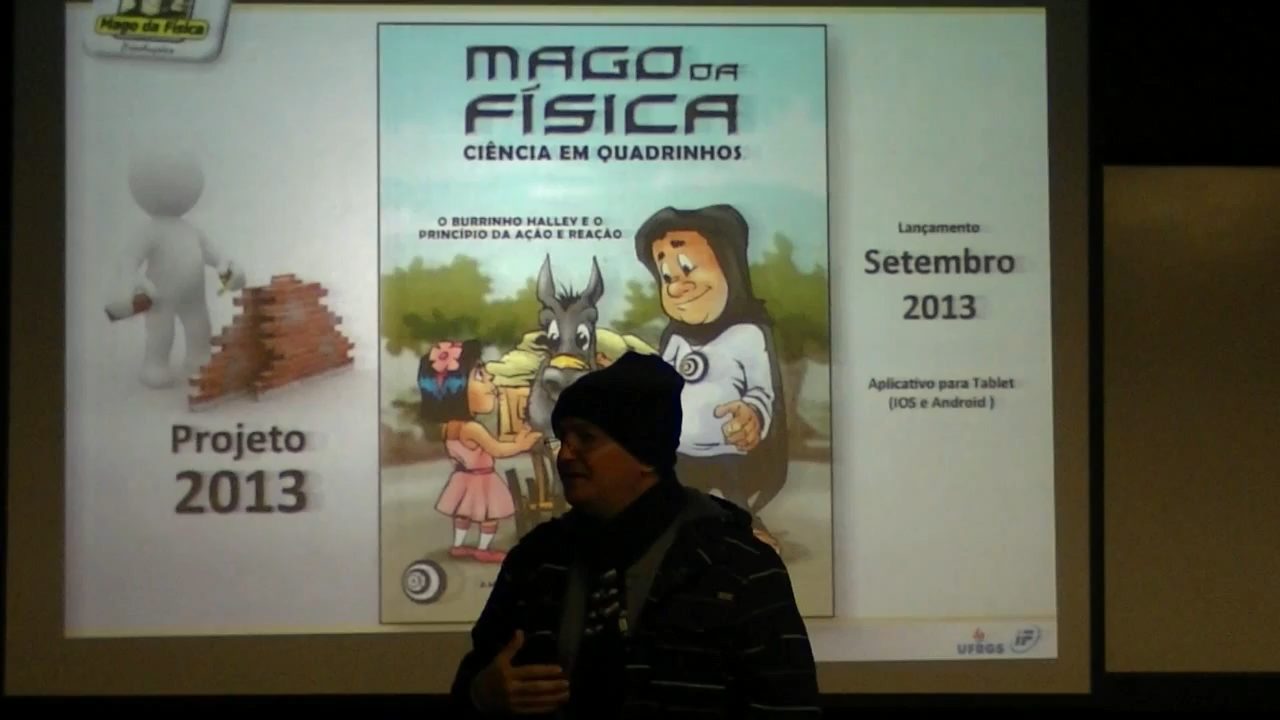 Mago da Física
MAGO DA
FÍSICA
CIÊNCIA EM QUADRINHOS
O BURRINHO HALLEY E O
PRINCÍPIO DA AÇÃO E REAÇÃO
Lançamento
Setembro
2013
Aplicativo para Tablet
(IOS e Android )
Projeto
2013
UFRGS
IF